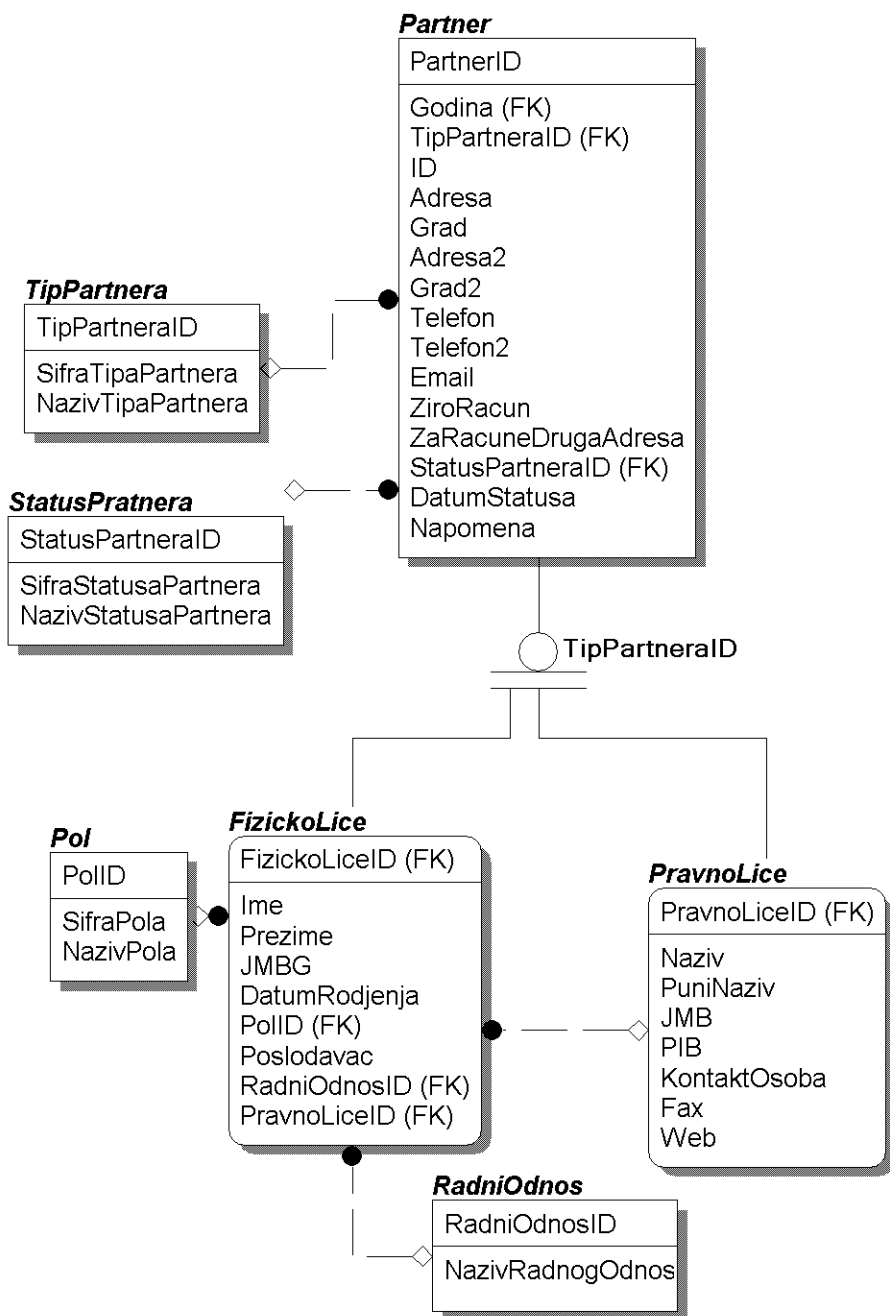 Partner
PartnerID
Godina (FK)
TipPartneraID (FK)
ID
Adresa
Grad
Adresa2
Grad2
Telefon
Telefon2
Email
ZiroRacun
ZaRacuneDrugaAdresa
StatusPartneraID (FK)
DatumStatusa
Napomena
TipPartnera
TipPartneraID
SifraTipaPartnera
NazivTipaPartnera
StatusPratnera
StatusPartneraID
SifraStatusaPartnera
NazivStatusaPartnera
TipPartneraID
Pol
PolID
SifraPola
NazivPola
FizickoLice
FizickoLiceID (FK)
Ime
Prezime
JMBG
DatumRodjenja
PolID (FK)
Poslodavac
RadniOdnosID (FK)
PravnoLiceID (FK)
PravnoLice
PravnoLiceID (FK)
Naziv
PuniNaziv
JMB
PIB
KontaktOsoba
Fax
Web
RadniOdnos
RadniOdnosID
NazivRadnogOdnos